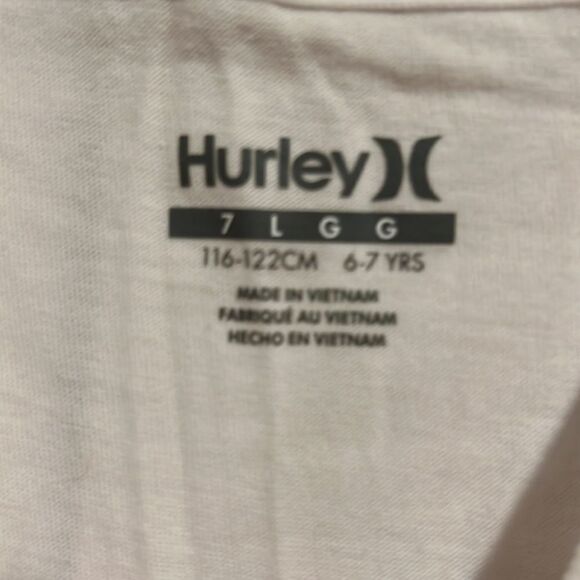 Hurley
7 L G G
116-122CM 6-7 YRS
MADE IN VIETNAM
FABRIQUÉ AU VIETNAM
HECHO EN VIETNAM